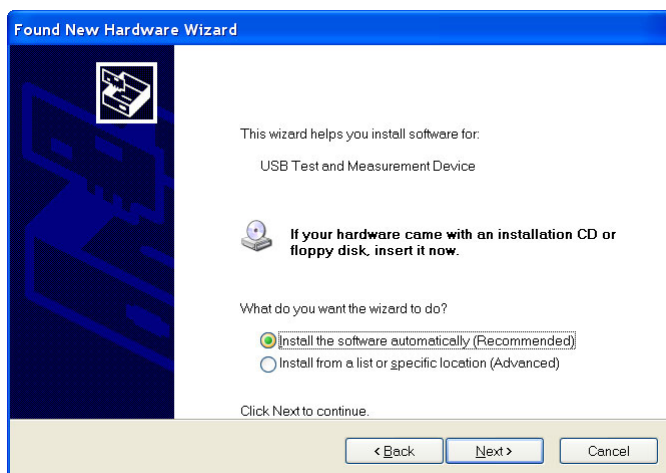 Found New Hardware Wizard
This wizard helps you install software for:
USB Test and Measurement Device
If your hardware came with an installation CD or
floppy disk, insert it now.
What do you want the wizard to do?
Install the software automatically (Recommended)
Install from a list or specific location (Advanced)
Click Next to continue.
< Back Next > Cancel